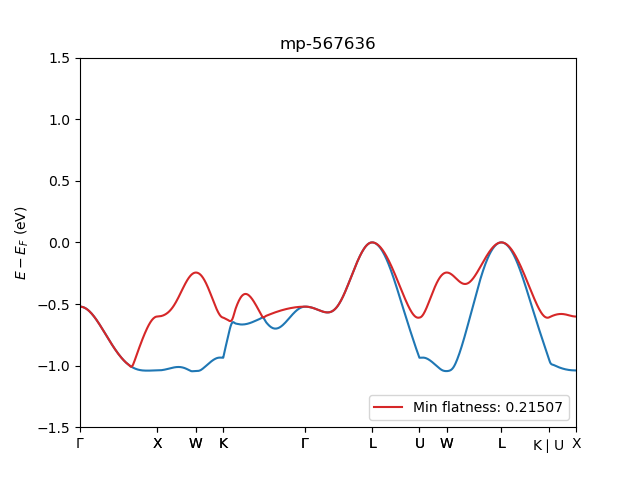 mp-567636
1.5
1.0
0.5
0.0
−0.5
−1.0
−1.5
E − E_F (eV)
Min flatness: 0.21507
Γ X W K Γ L U W L K | U X